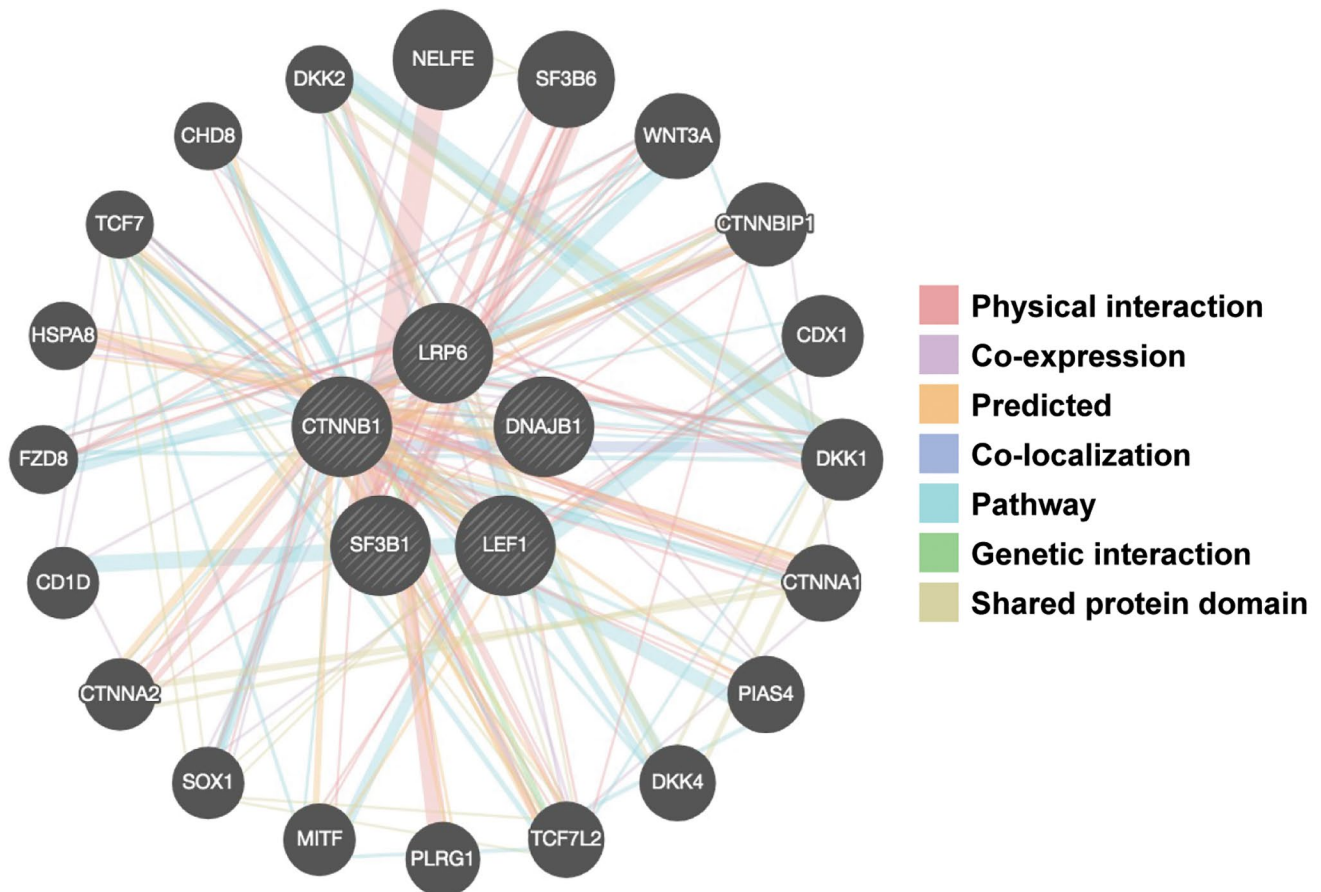 NELFE
SF3B6
DKK2
WNT3A
CHD8
CTNNBIP1
TCF7
HSPA8
CDX1
LRP6
CTNNB1
DNAJB1
FZD8
DKK1
SF3B1
LEF1
CD1D
CTNNA1
CTNNA2
PIAS4
SOX1
DKK4
MITF
TCF7L2
PLRG1
Physical interaction
Co-expression
Predicted
Co-localization
Pathway
Genetic interaction
Shared protein domain